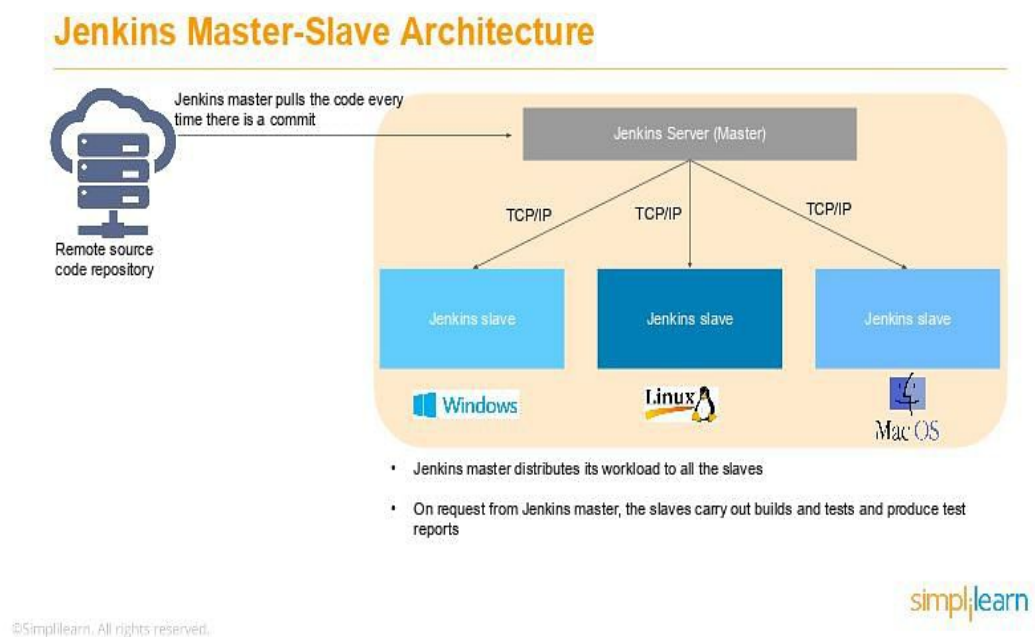 Jenkins Master-Slave Architecture
Jenkins master pulls the code every
time there is a commit
Jenkins Server (Master)
TCP/IP
TCP/IP
TCP/IP
Remote source
code repository
Jenkins slave
Jenkins slave
Jenkins slave
Windows
Linux
Mac OS
• Jenkins master distributes its workload to all the slaves
• On request from Jenkins master, the slaves carry out builds and tests and produce test
reports
simplilearn
©Simplilearn. All rights reserved.